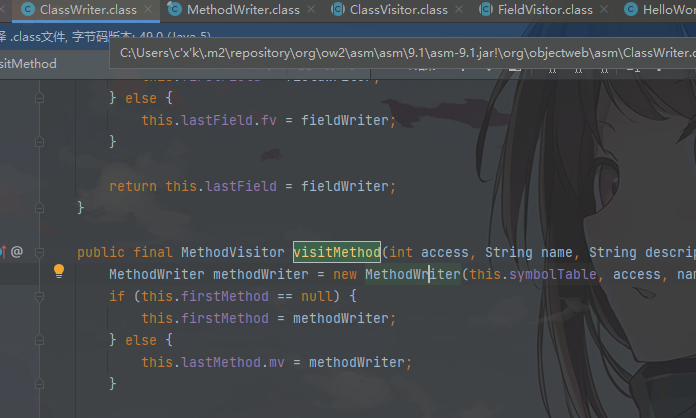 ClassWriter.class MethodWriter.class ClassVisitor.class FieldVisitor.class HelloWor
译 .class文件, 字节码版本: 49.0 (Java 5)
C:\Users\c'x'k\.m2\repository\org\ow2\asm\asm\9.1\asm-9.1.jar!\org\objectweb\asm\ClassWriter.c
sitMethod
} else {
this.lastField.fv = fieldWriter;
}
return this.lastField = fieldWriter;
}
public final MethodVisitor visitMethod(int access, String name, String descrip
MethodWriter methodWriter = new MethodWriter(this.symbolTable, access, nam
if (this.firstMethod == null) {
this.firstMethod = methodWriter;
} else {
this.lastMethod.mv = methodWriter;
}